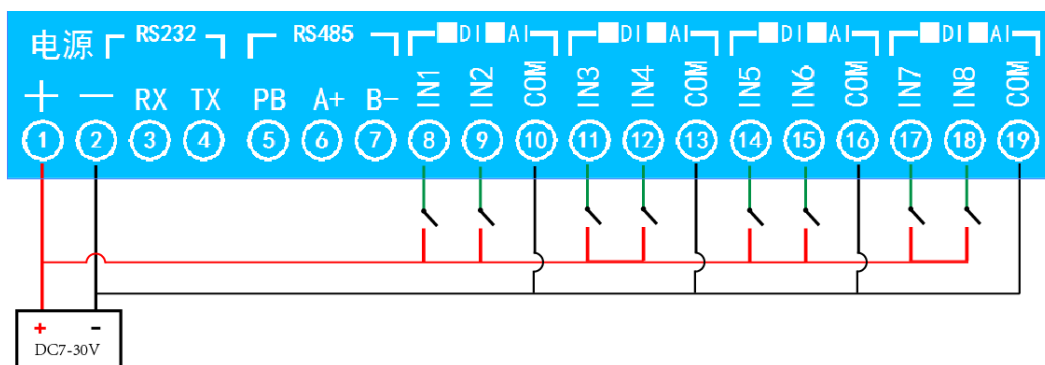 电源 RS232 RS485 DI AI DI AI DI AI DI AI
+ — RX TX PB A+ B- IN1 IN2 COM IN3 IN4 COM IN5 IN6 COM IN7 IN8 COM
1 2 3 4 5 6 7 8 9 10 11 12 13 14 15 16 17 18 19
+ -
DC7-30V